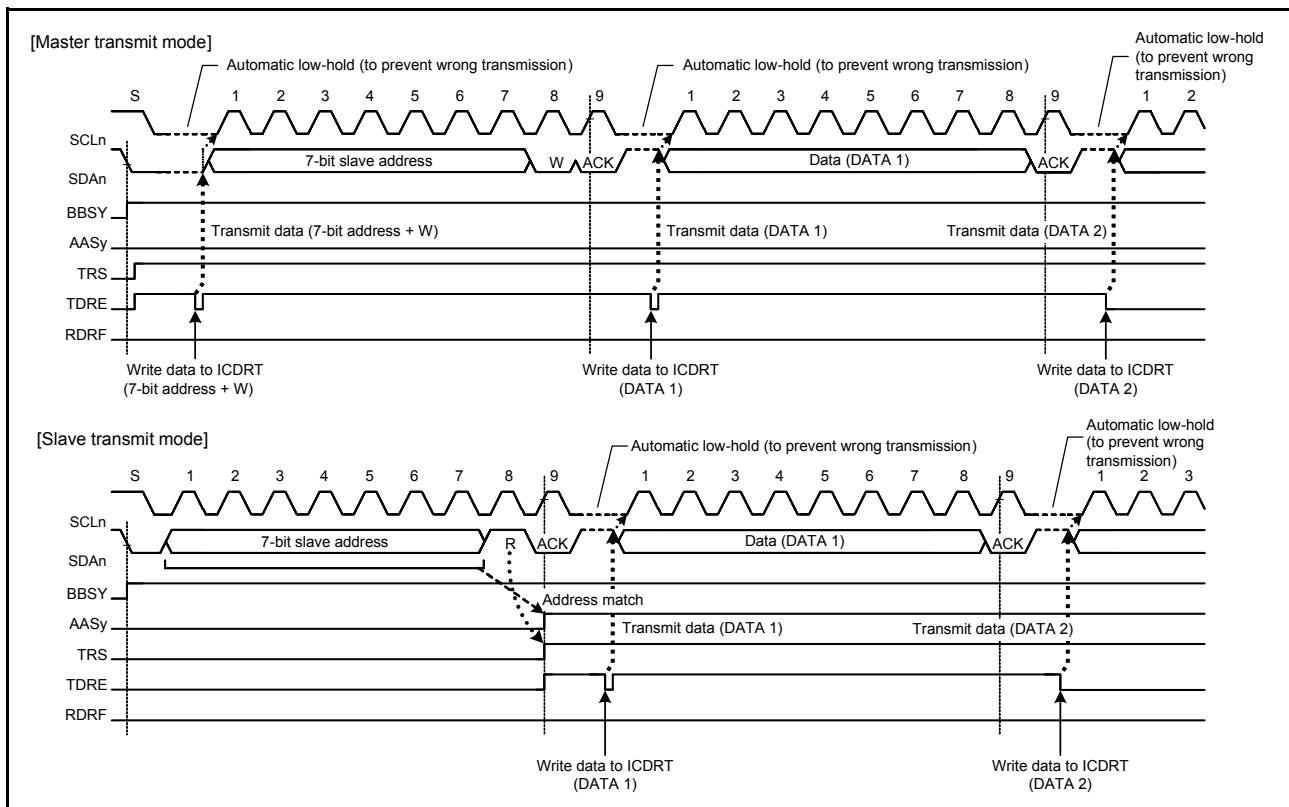 [Master transmit mode]
Automatic low-hold (to prevent wrong transmission)
Automatic low-hold (to prevent wrong transmission)
Automatic low-hold
(to prevent wrong
transmission)
S 1 2 3 4 5 6 7 8 9 1 2 3 4 5 6 7 8 9 1 2
SCLn
7-bit slave address W ACK Data (DATA 1) ACK
SDAn
BBSY
Transmit data (7-bit address + W) Transmit data (DATA 1) Transmit data (DATA 2)
AASy
TRS
TDRE
RDRF
Write data to ICDRT
(7-bit address + W)
Write data to ICDRT
(DATA 1)
Write data to ICDRT
(DATA 2)
[Slave transmit mode]
Automatic low-hold (to prevent wrong transmission)
Automatic low-hold
(to prevent wrong
transmission)
S 1 2 3 4 5 6 7 8 9 1 2 3 4 5 6 7 8 9 1 2 3
SCLn
7-bit slave address R ACK Data (DATA 1) ACK
SDAn
BBSY
Address match
AASy
Transmit data (DATA 1) Transmit data (DATA 2)
TRS
TDRE
RDRF
Write data to ICDRT
(DATA 1)
Write data to ICDRT
(DATA 2)